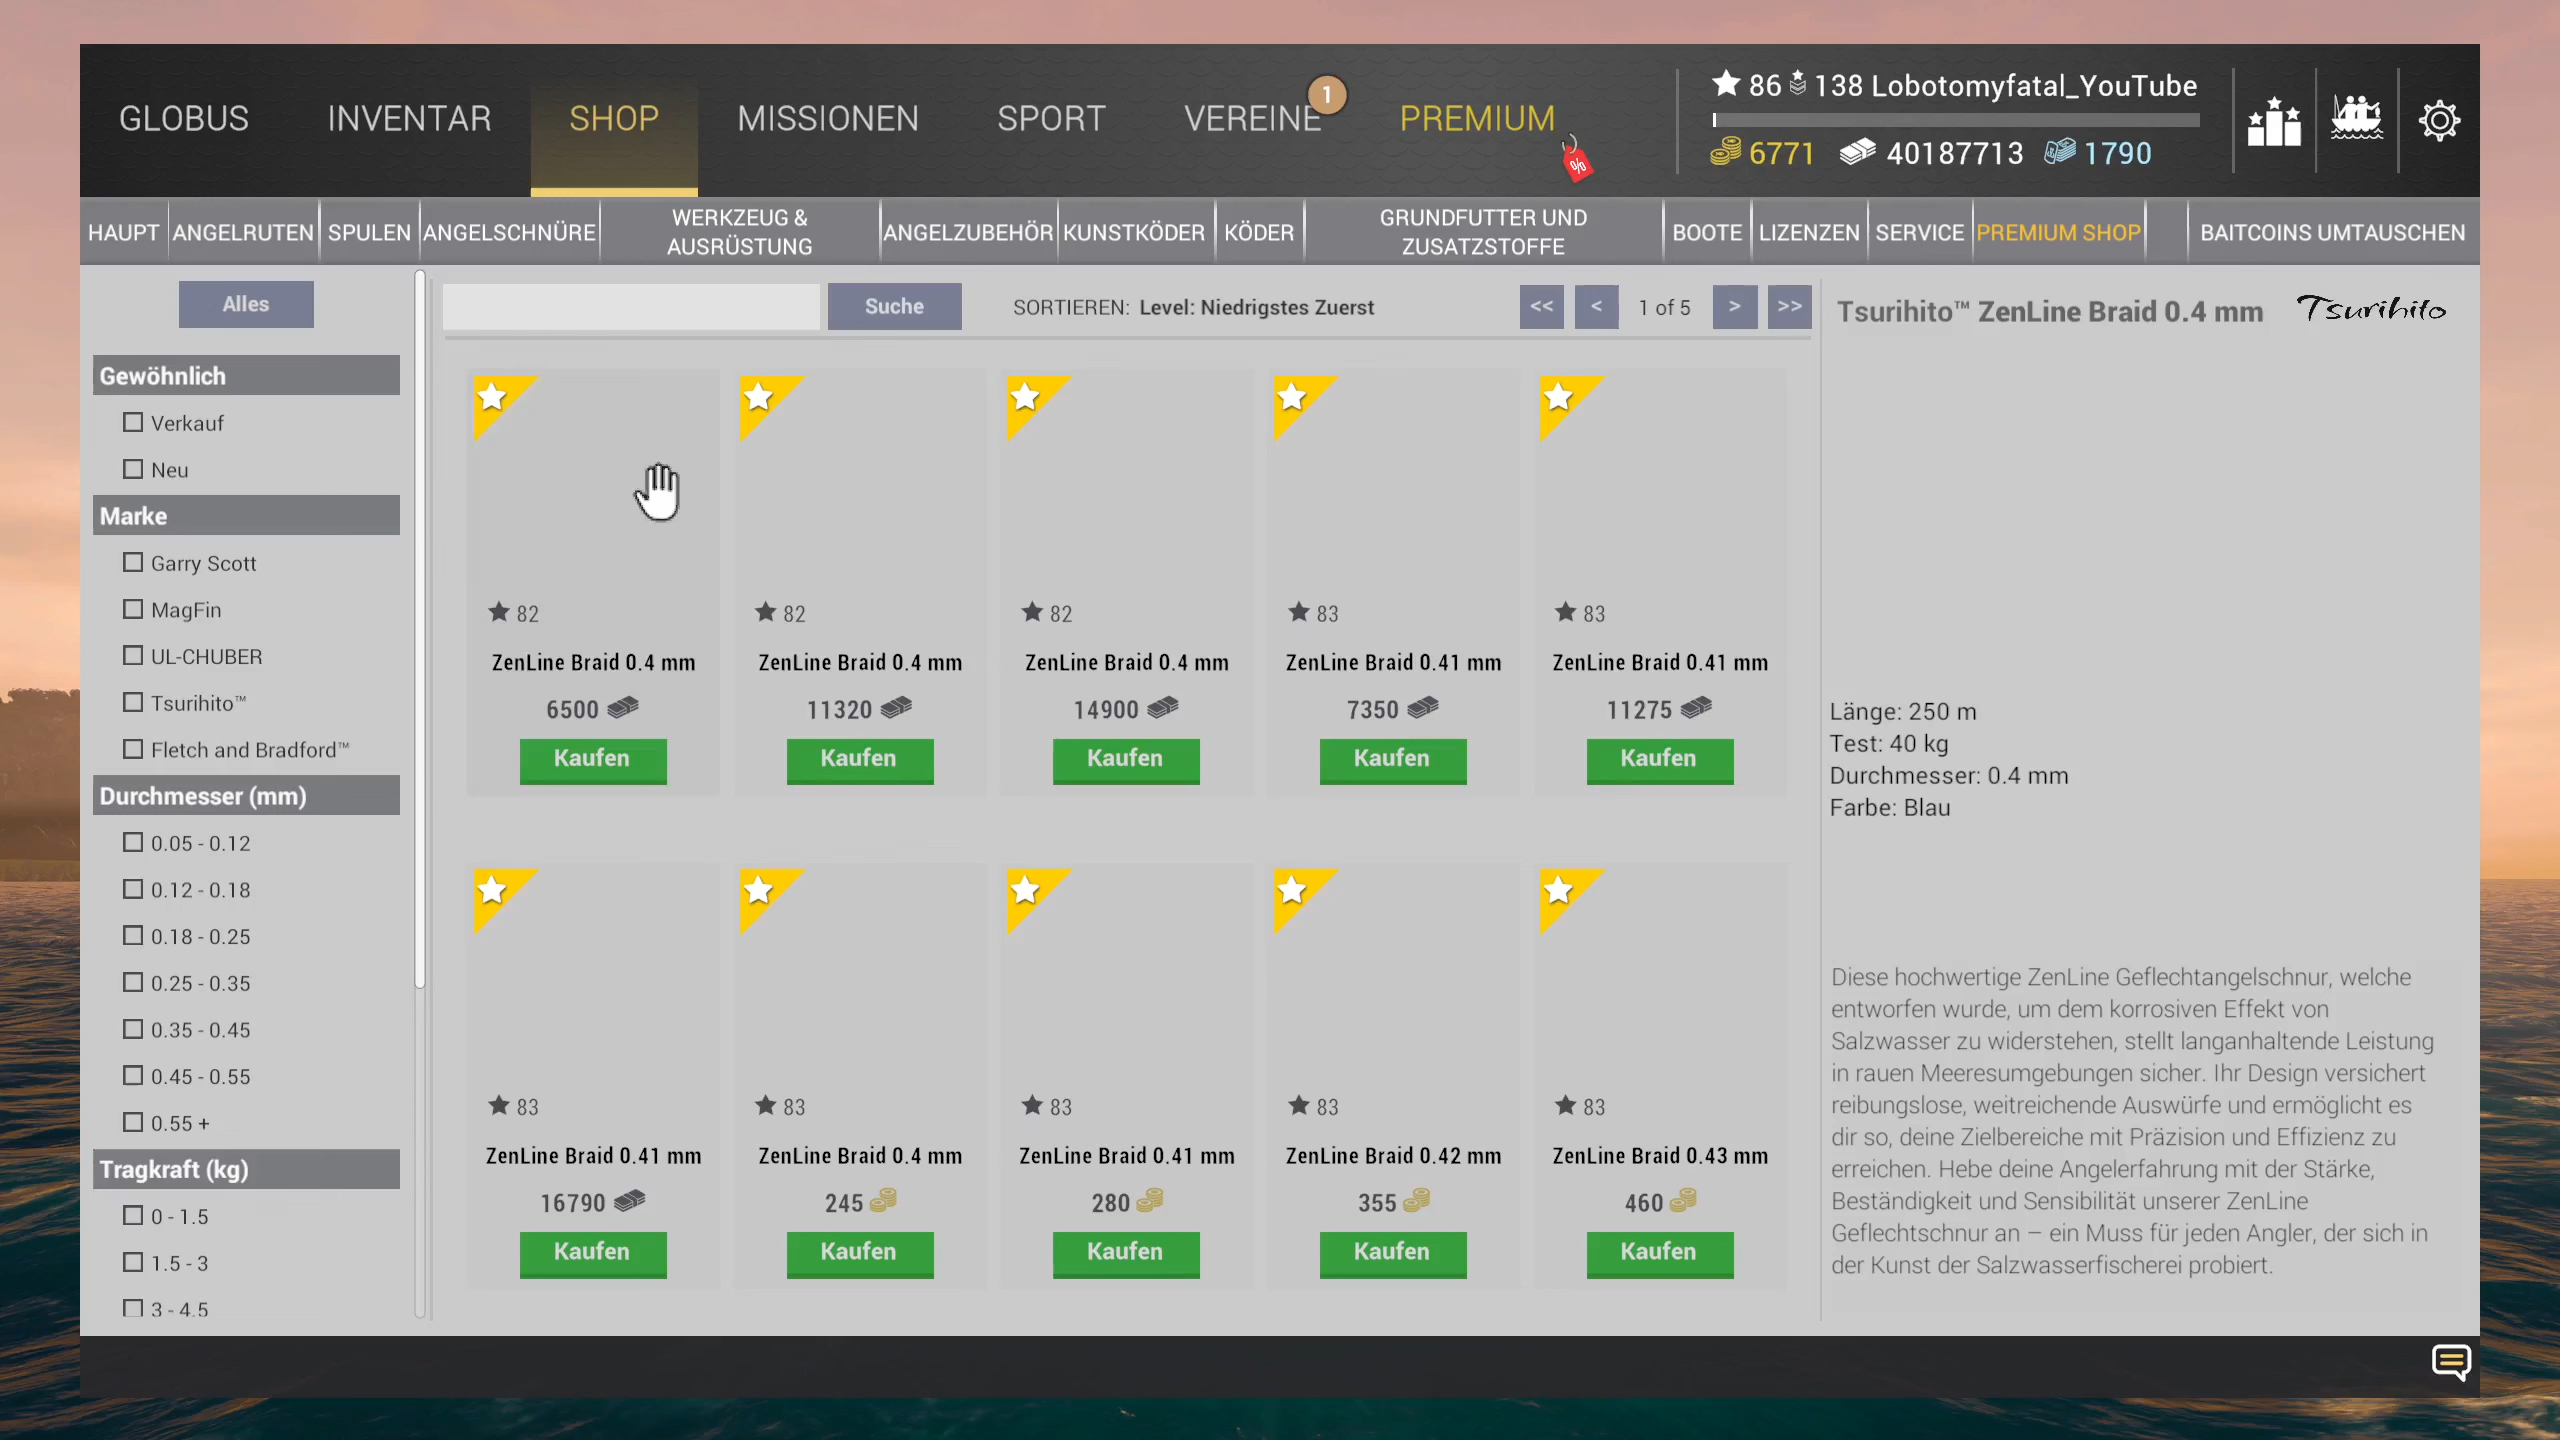 GLOBUS INVENTAR SHOP MISSIONEN SPORT VEREINE 1 PREMIUM %
86 138 Lobotomyfatal_YouTube
6771 40187713 1790
HAUPT ANGELRUTEN SPULEN ANGELSCHNÜRE WERKZEUG & AUSRÜSTUNG ANGELZUBEHÖR KUNSTKÖDER KÖDER GRUNDFUTTER UND ZUSATZSTOFFE BOOTE LIZENZEN SERVICE PREMIUM SHOP BAITCOINS UMTAUSCHEN
Alles
Gewöhnlich
Verkauf
Neu
Marke
Garry Scott
MagFin
UL-CHUBER
Tsurihito™
Fletch and Bradford™
Durchmesser (mm)
0.05 - 0.12
0.12 - 0.18
0.18 - 0.25
0.25 - 0.35
0.35 - 0.45
0.45 - 0.55
0.55 +
Tragkraft (kg)
0 - 1.5
1.5 - 3
3 - 4.5
Suche SORTIEREN: Level: Niedrigstes Zuerst << < 1 of 5 > >>
82 82 82 83 83
ZenLine Braid 0.4 mm ZenLine Braid 0.4 mm ZenLine Braid 0.4 mm ZenLine Braid 0.41 mm ZenLine Braid 0.41 mm
6500 11320 14900 7350 11275
Kaufen Kaufen Kaufen Kaufen Kaufen
83 83 83 83 83
ZenLine Braid 0.41 mm ZenLine Braid 0.4 mm ZenLine Braid 0.41 mm ZenLine Braid 0.42 mm ZenLine Braid 0.43 mm
16790 245 280 355 460
Kaufen Kaufen Kaufen Kaufen Kaufen
Tsurihito™ ZenLine Braid 0.4 mm Tsurihito
Länge: 250 m
Test: 40 kg
Durchmesser: 0.4 mm
Farbe: Blau
Diese hochwertige ZenLine Geflechtangelschnur, welche
entworfen wurde, um dem korrosiven Effekt von
Salzwasser zu widerstehen, stellt langanhaltende Leistung
in rauen Meeresumgebungen sicher. Ihr Design versichert
reibungslose, weitreichende Auswürfe und ermöglicht es
dir so, deine Zielbereiche mit Präzision und Effizienz zu
erreichen. Hebe deine Angelerfahrung mit der Stärke,
Beständigkeit und Sensibilität unserer ZenLine
Geflechtschnur an – ein Muss für jeden Angler, der sich in
der Kunst der Salzwasserfischerei probiert.